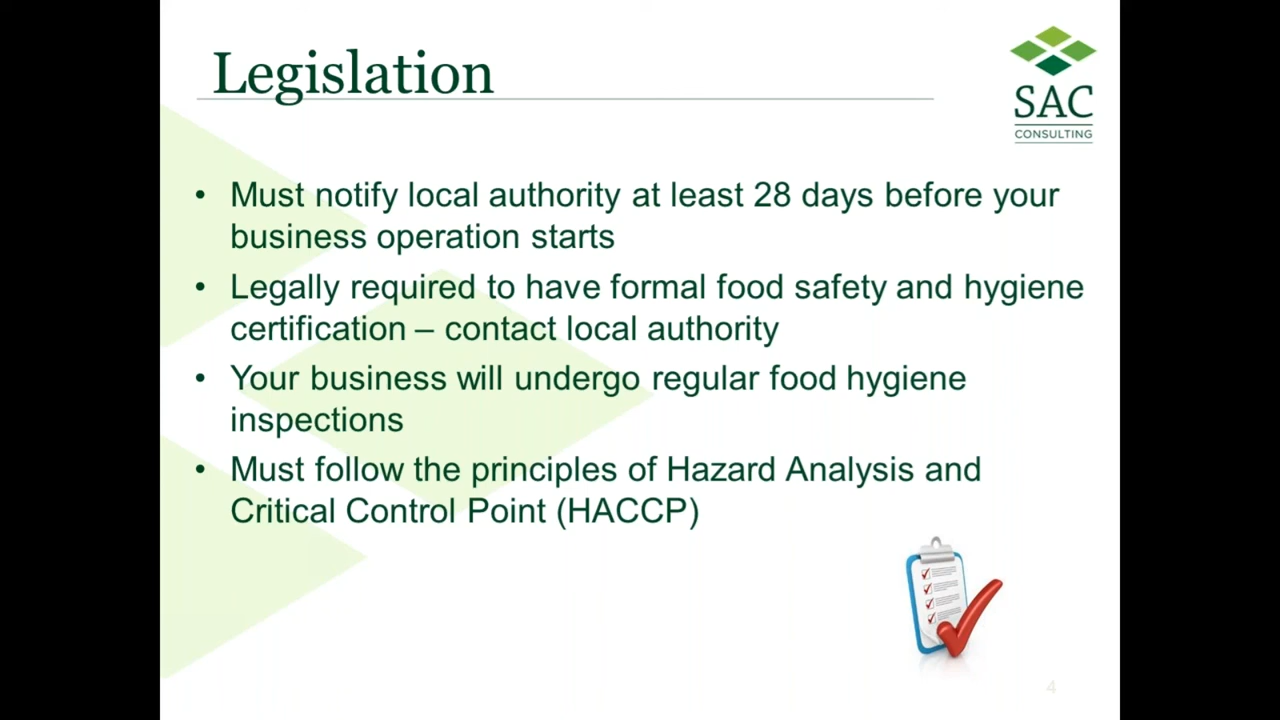 Legislation
SAC
CONSULTING
• Must notify local authority at least 28 days before your
business operation starts
• Legally required to have formal food safety and hygiene
certification – contact local authority
• Your business will undergo regular food hygiene
inspections
• Must follow the principles of Hazard Analysis and
Critical Control Point (HACCP)
4